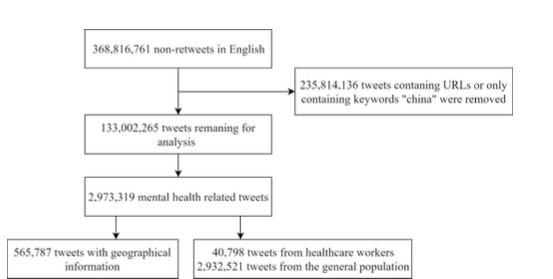 368,816,761 non-retweets in English
235,814,136 tweets contaning URLs or only
containing keywords "china" were removed
133,002,265 tweets remaning for
analysis
2,973,319 mental health related tweets
565,787 tweets with geographical
information
40,798 tweets from healthcare workers
2,932,521 tweets from the general population